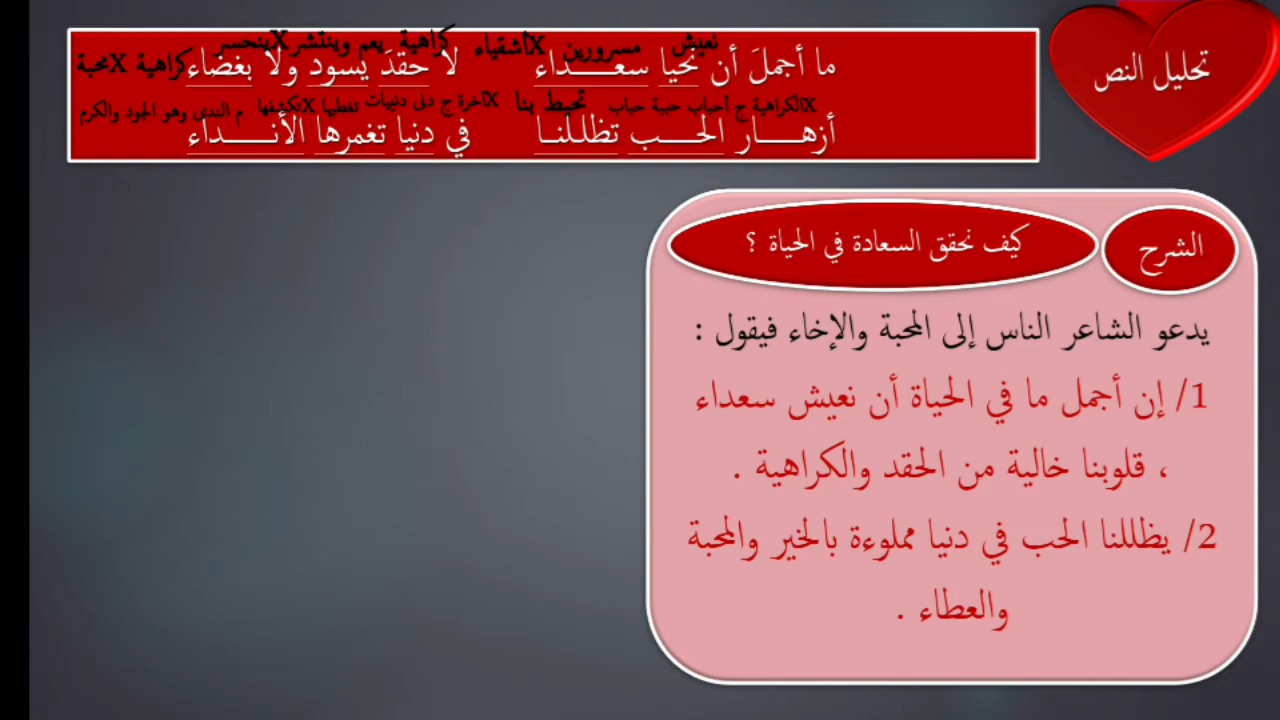 تحليل النص
نعيش مسرورين Xأشقياء كراهية يعم وينتشر Xينحسر كراهية Xمحبة
ما أجملَ أن نحيا سعــــداء لا حقدَ يسود ولا بغضاء
Xالكراهية ج أحباب حببة حباب تحيط بنا Xآخرة ج دنى دنييات تغطيها Xتكشفها م الندى وهو الجود والكرم
أزهـــار الحـــب تظللنـا في دنيا تغمرها الأنـــداء
الشرح
كيف نحقق السعادة في الحياة ؟
يدعو الشاعر الناس إلى المحبة والإخاء فيقول :
1/ إن أجمل ما في الحياة أن نعيش سعداء
، قلوبنا خالية من الحقد والكراهية .
2/ يظللنا الحب في دنيا مملوءة بالخير والمحبة
والعطاء .